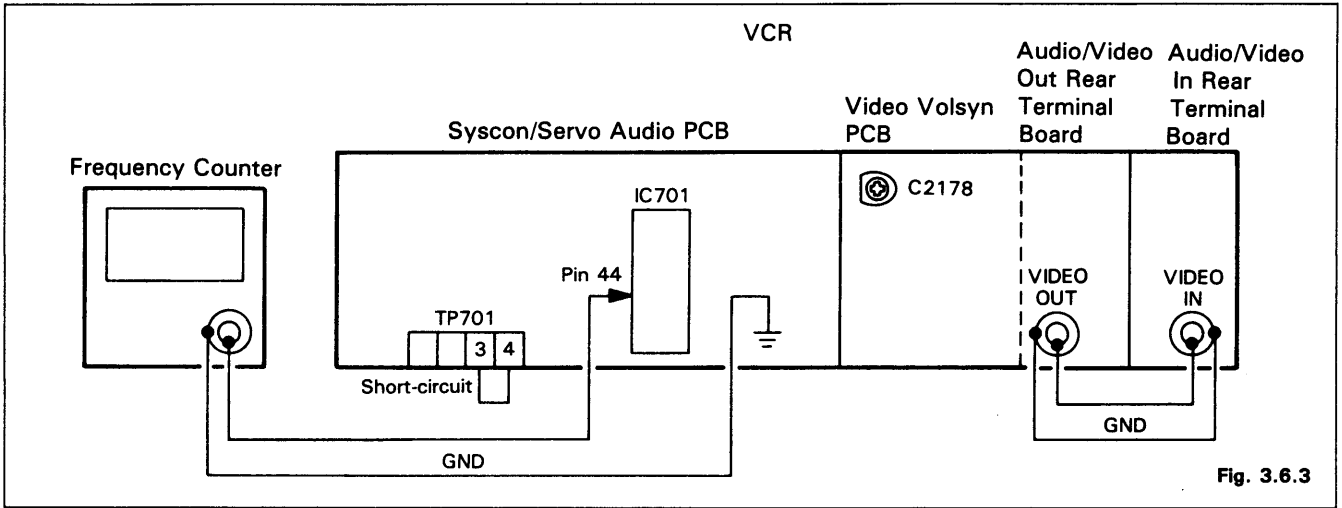 VCR
Audio/Video
Out Rear
Terminal
Board
Audio/Video
In Rear
Terminal
Board
Video Volsyn
PCB
Syscon/Servo Audio PCB
Frequency Counter
C2178
IC701
Pin 44
TP701
3 4
Short-circuit
VIDEO
OUT
VIDEO
IN
GND
GND
Fig. 3.6.3